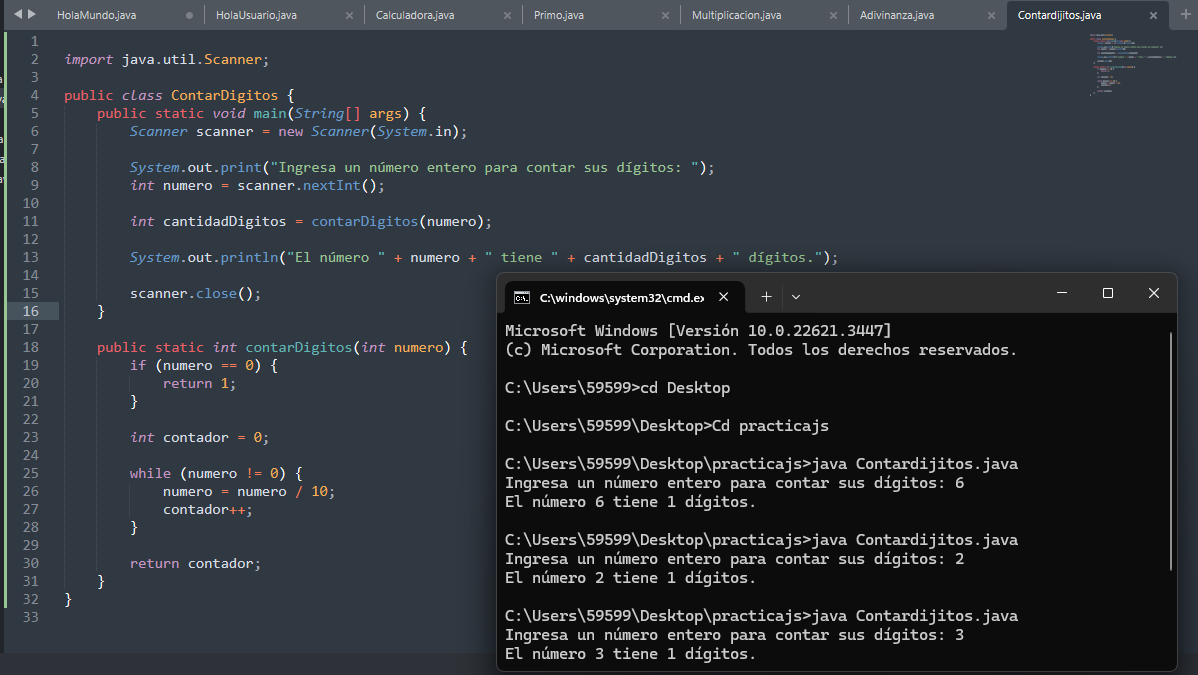 HolaMundo.java
HolaUsuario.java
Calculadora.java
Primo.java
Multiplicacion.java
Adivinanza.java
Contardijitos.java
1
2 import java.util.Scanner;
3
4 public class ContarDigitos {
5 public static void main(String[] args) {
6 Scanner scanner = new Scanner(System.in);
7
8 System.out.print("Ingresa un número entero para contar sus dígitos: ");
9 int numero = scanner.nextInt();
10
11 int cantidadDigitos = contarDigitos(numero);
12
13 System.out.println("El número " + numero + " tiene " + cantidadDigitos + " dígitos.");
14
15 scanner.close();
16 }
17
18 public static int contarDigitos(int numero) {
19 if (numero == 0) {
20 return 1;
21 }
22
23 int contador = 0;
24
25 while (numero != 0) {
26 numero = numero / 10;
27 contador++;
28 }
29
30 return contador;
31 }
32 }
33
C:\windows\system32\cmd.ex
Microsoft Windows [Versión 10.0.22621.3447]
(c) Microsoft Corporation. Todos los derechos reservados.
C:\Users\59599>cd Desktop
C:\Users\59599\Desktop>Cd practicajs
C:\Users\59599\Desktop\practicajs>java Contardijitos.java
Ingresa un número entero para contar sus dígitos: 6
El número 6 tiene 1 dígitos.
C:\Users\59599\Desktop\practicajs>java Contardijitos.java
Ingresa un número entero para contar sus dígitos: 2
El número 2 tiene 1 dígitos.
C:\Users\59599\Desktop\practicajs>java Contardijitos.java
Ingresa un número entero para contar sus dígitos: 3
El número 3 tiene 1 dígitos.